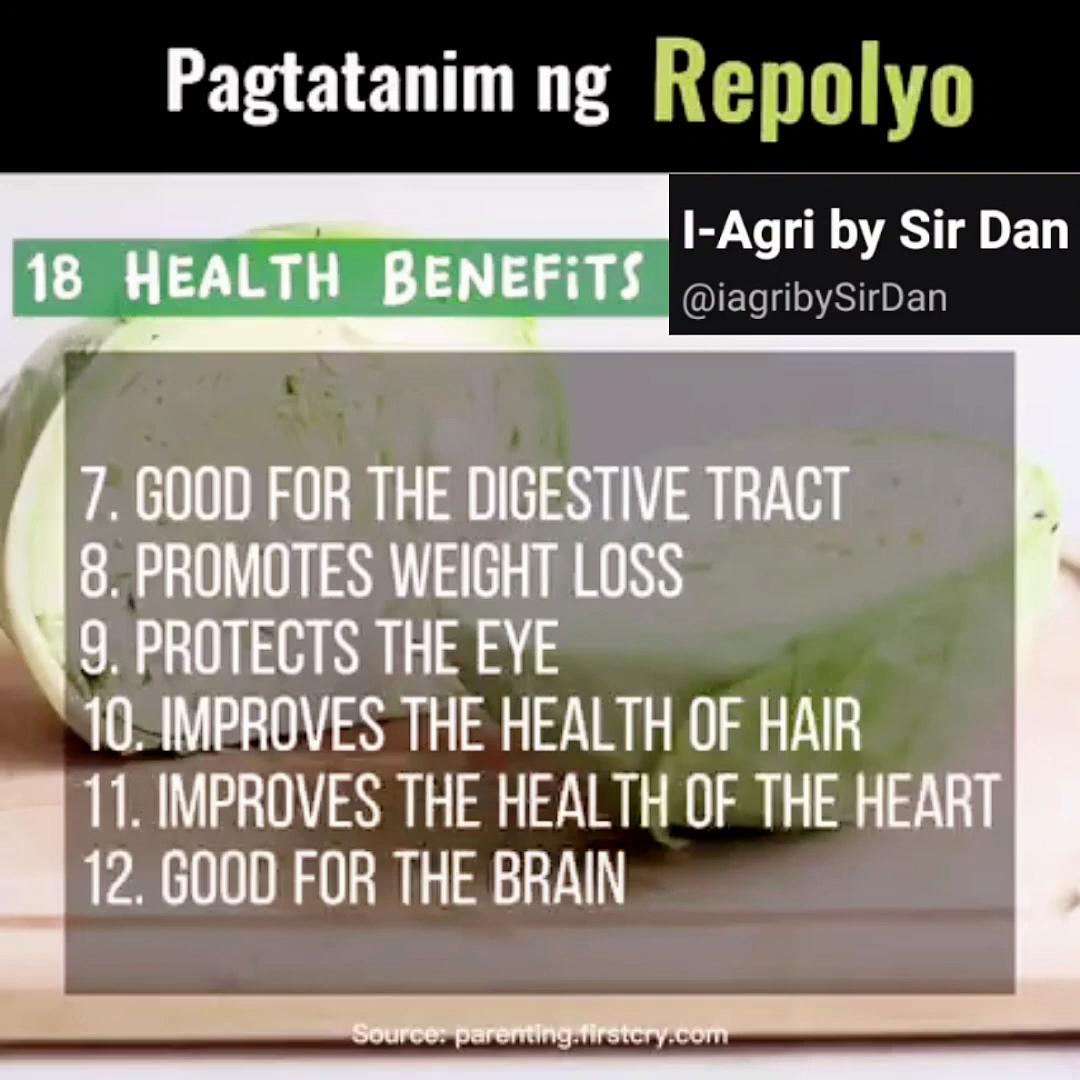 Pagtatanim ng Repolyo
I-Agri by Sir Dan
@iagribySirDan
18 HEALTH BENEFiTS
7. GOOD FOR THE DIGESTIVE TRACT
8. PROMOTES WEIGHT LOSS
9. PROTECTS THE EYE
10. IMPROVES THE HEALTH OF HAIR
11. IMPROVES THE HEALTH OF THE HEART
12. GOOD FOR THE BRAIN
Source: parenting.firstcry.com